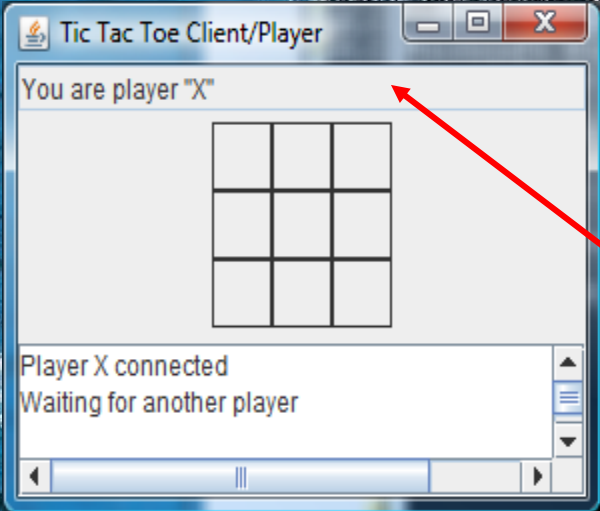 Tic Tac Toe Client/Player
You are player "X"
Player X connected
Waiting for another player